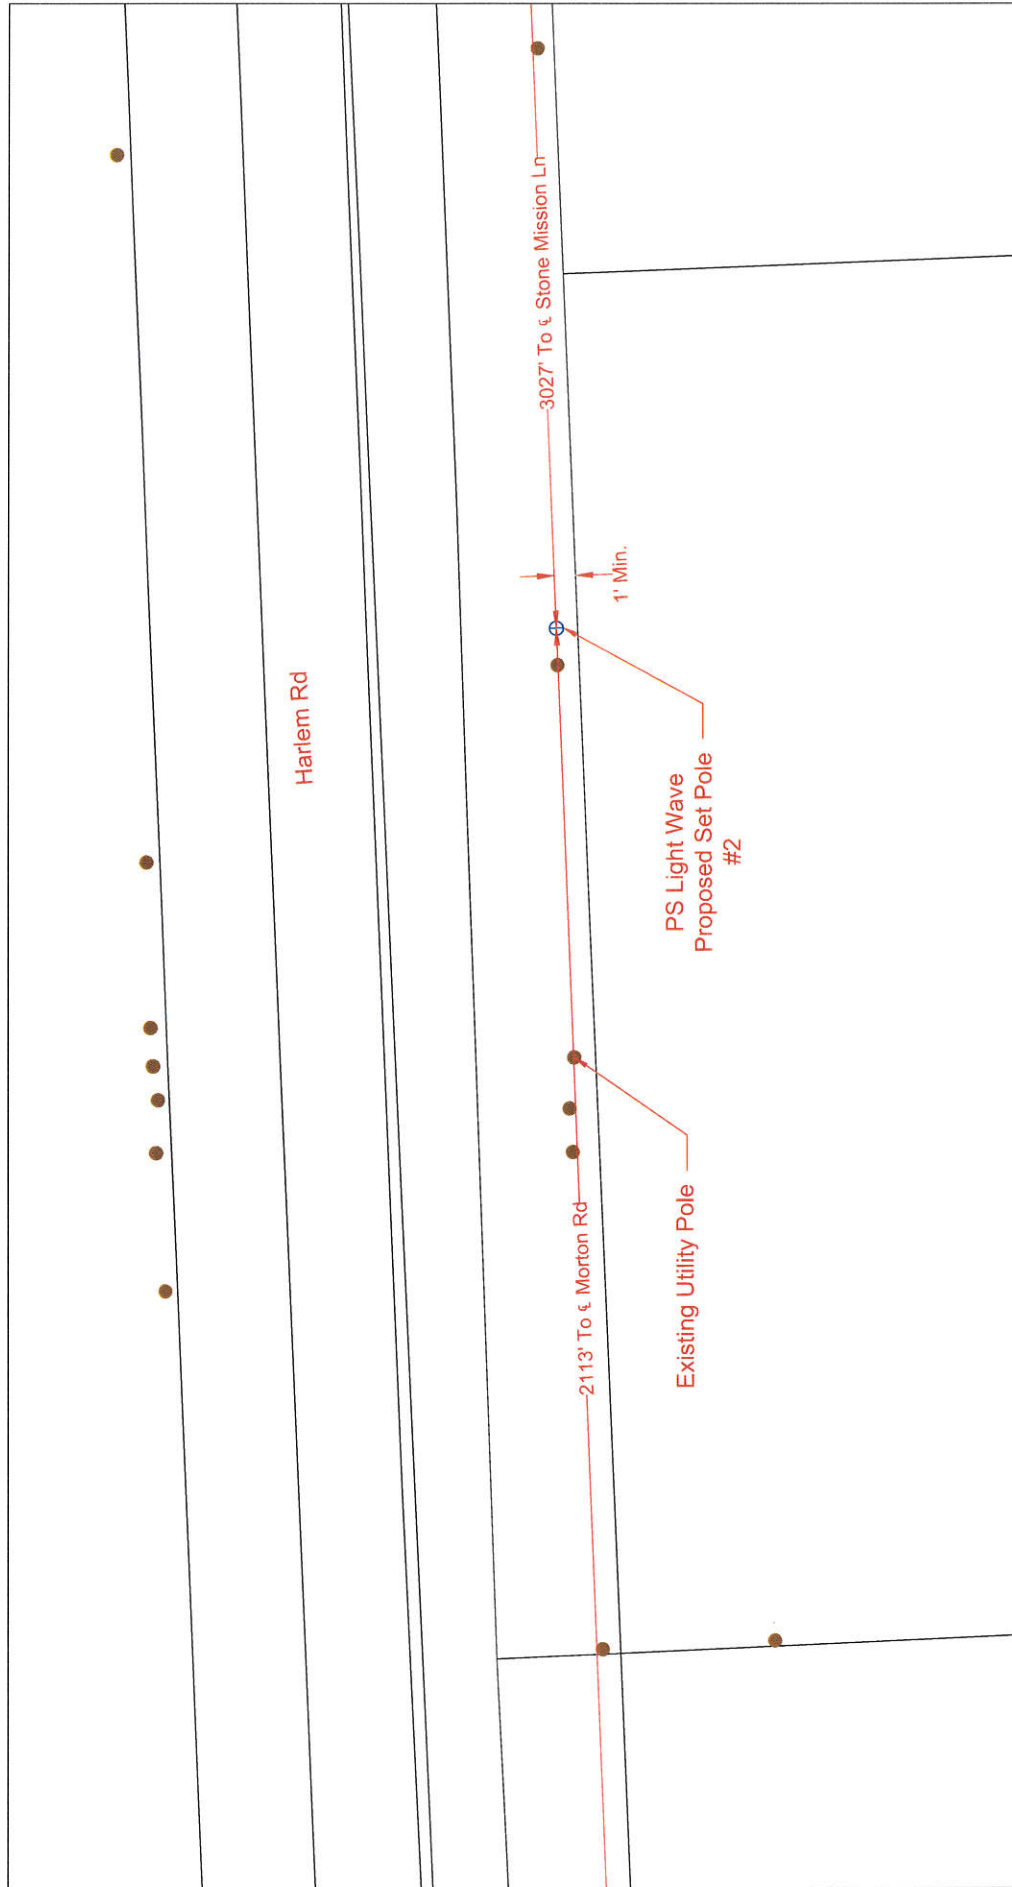 Harlem Rd
3027' To ℄ Stone Mission Ln
1' Min.
PS Light Wave
Proposed Set Pole
#2
2113' To ℄ Morton Rd
Existing Utility Pole